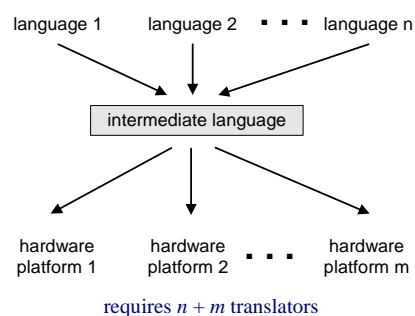 language 1 language 2 ▪ ▪ ▪ language n
intermediate language
hardware hardware hardware
platform 1 platform 2 ▪ ▪ ▪ platform m
requires n + m translators